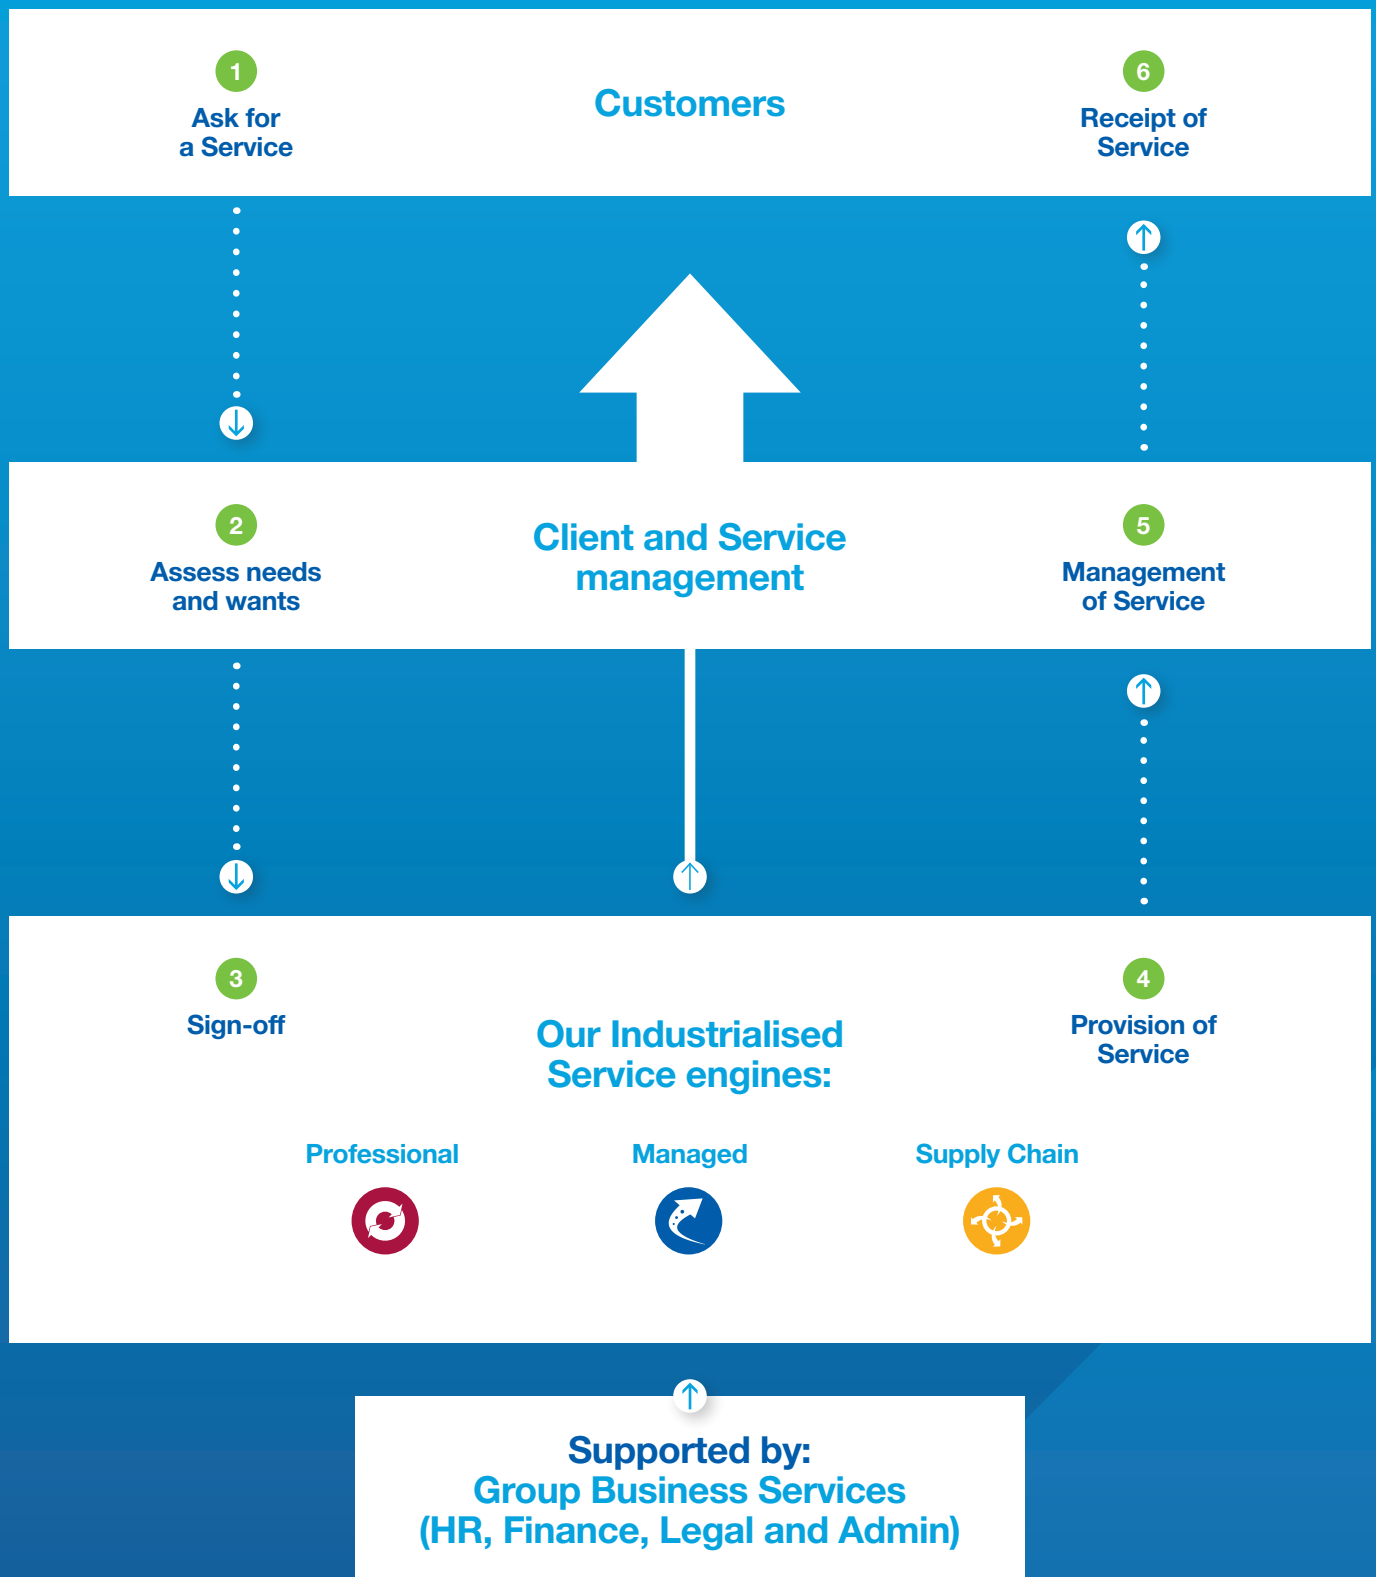 1
Ask for
a Service
Customers
6
Receipt of
Service
2
Assess needs
and wants
Client and Service
management
5
Management
of Service
3
Sign-off
Our Industrialised
Service engines:
4
Provision of
Service
Professional
Managed
Supply Chain
Supported by:
Group Business Services
(HR, Finance, Legal and Admin)